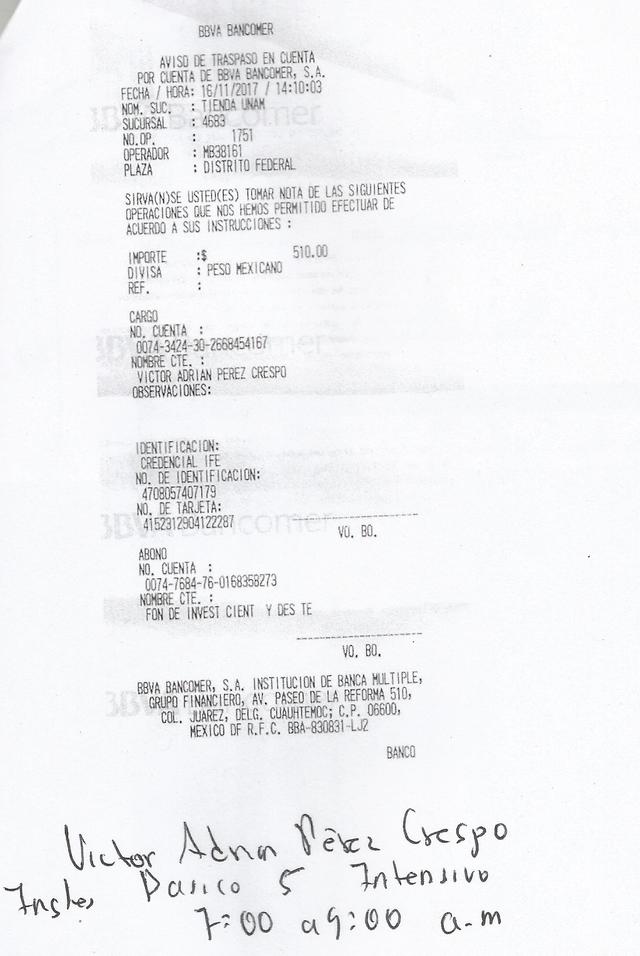 BBVA BANCOMER
AVISO DE TRASPASO EN CUENTA
POR CUENTA DE BBVA BANCOMER, S.A.
FECHA / HORA: 16/11/2017 / 14:10:03
NOM. SUC. : TIENDA UNAM
SUCURSAL : 4683
NO.OP. : 1751
OPERADOR : MB38161
PLAZA : DISTRITO FEDERAL
SIRVA(N)SE USTED(ES) TOMAR NOTA DE LAS SIGUIENTES
OPERACIONES QUE NOS HEMOS PERMITIDO EFECTUAR DE
ACUERDO A SUS INSTRUCCIONES :
IMPORTE :$ 510.00
DIVISA : PESO MEXICANO
REF. :
CARGO
NO. CUENTA :
0074-3424-30-2668454167
NOMBRE CTE. :
VICTOR ADRIAN PEREZ CRESPO
OBSERVACIONES:
IDENTIFICACION:
CREDENCIAL IFE
NO. DE IDENTIFICACION:
4708057407179
NO. DE TARJETA:
4152312904122287
VO. BO.
ABONO
NO. CUENTA :
0074-7684-76-0168358273
NOMBRE CTE. :
FON DE INVEST CIENT Y DES TE
VO. BO.
BBVA BANCOMER, S.A. INSTITUCION DE BANCA MULTIPLE,
GRUPO FINANCIERO, AV. PASEO DE LA REFORMA 510,
COL. JUAREZ, DELG. CUAUHTEMOC; C.P. 06600,
MEXICO DF R.F.C. BBA-830831-LJ2
BANCO
Victor Adrian Pérez Crespo
Ingles Basico 5 Intensivo
7:00 a 9:00 a.m